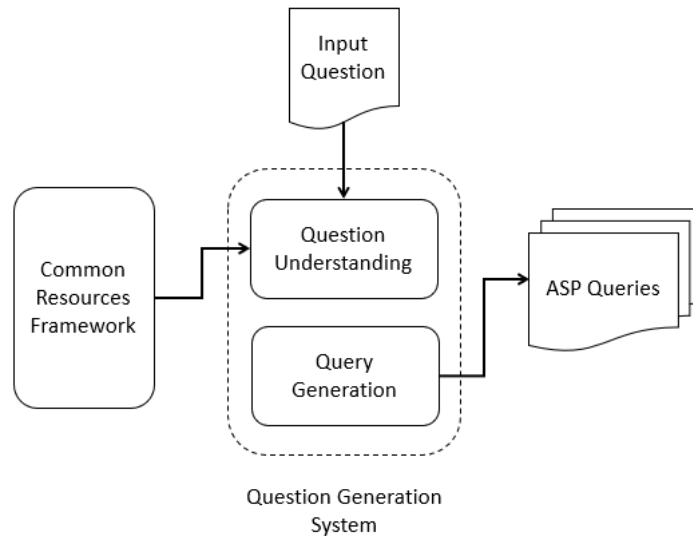 Input
Question
Question
Understanding
Common
Resources
Framework
ASP Queries
Query
Generation
Question Generation
System